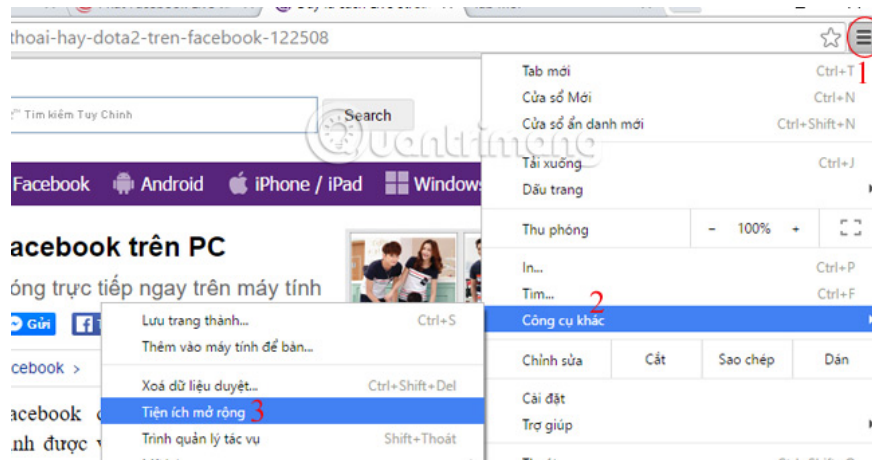 thoai-hay-dota2-tren-facebook-122508
1
Tab mới Ctrl+T
Cửa sổ Mới Ctrl+N
Cửa sổ ẩn danh mới Ctrl+Shift+N
Tải xuống Ctrl+J
Dấu trang
Thu phóng - 100% +
In... Ctrl+P
Tìm... Ctrl+F
2
Công cụ khác
Chỉnh sửa Cắt Sao chép Dán
Cài đặt
Trợ giúp
Tìm kiếm Tùy Chỉnh Search
Quantrimang
Facebook Android iPhone / iPad Windows
acebook trên PC
óng trực tiếp ngay trên máy tính
Gửi
cebook >
acebook
nh được
Lưu trang thành... Ctrl+S
Thêm vào máy tính để bàn...
Xoá dữ liệu duyệt... Ctrl+Shift+Del
Tiện ích mở rộng 3
Trình quản lý tác vụ Shift+Thoát